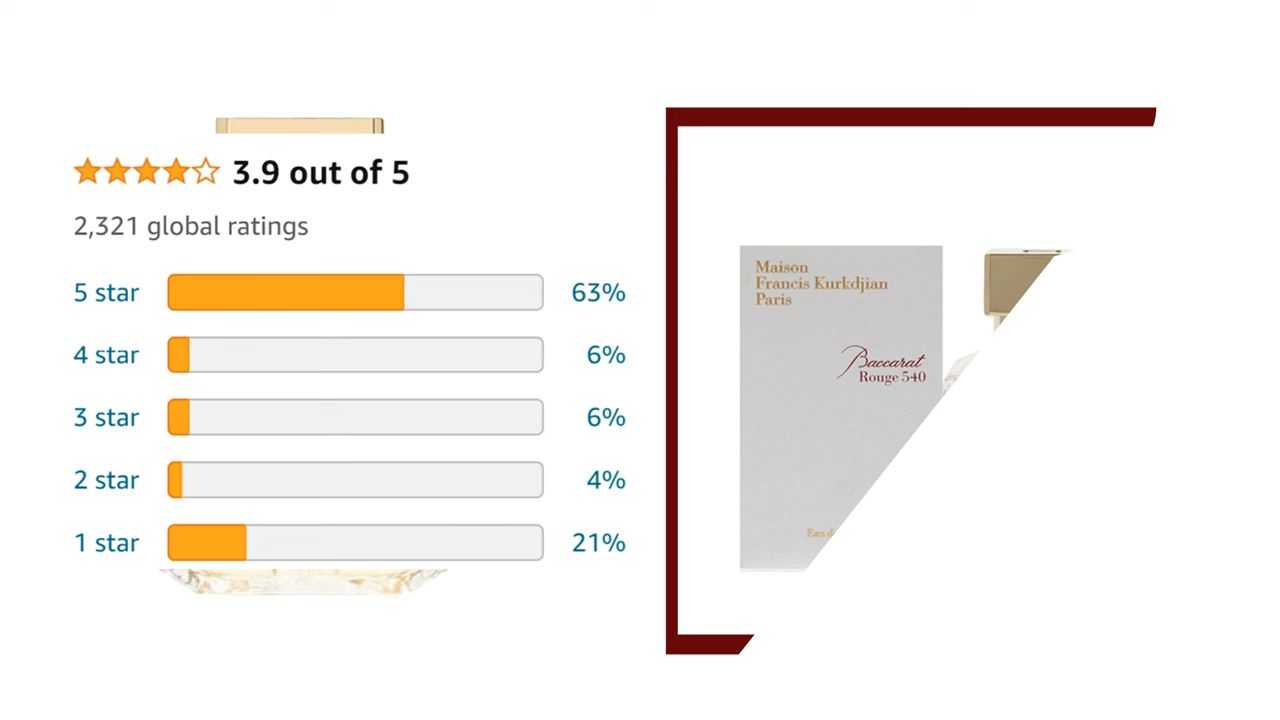 3.9 out of 5
2,321 global ratings
5 star 63%
4 star 6%
3 star 6%
2 star 4%
1 star 21%
Maison
Francis Kurkdjian
Paris
Baccarat
Rouge 540
Eau